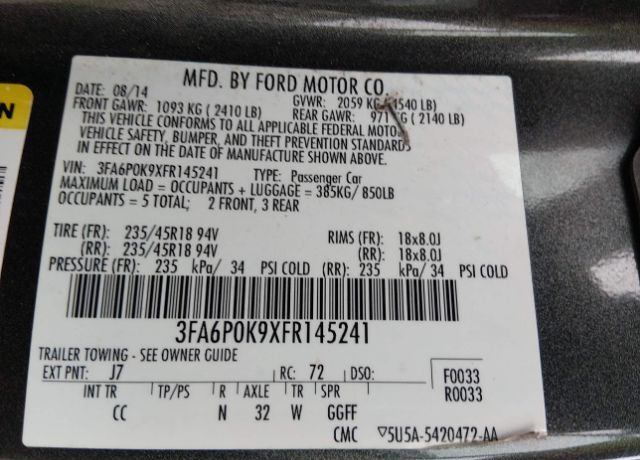 MFD. BY FORD MOTOR CO.
DATE: 08/14
FRONT GAWR: 1093 KG ( 2410 LB)
GVWR: 2059 KG ( 4540 LB)
REAR GAWR: 971 KG ( 2140 LB)
THIS VEHICLE CONFORMS TO ALL APPLICABLE FEDERAL MOTOR
VEHICLE SAFETY, BUMPER, AND THEFT PREVENTION STANDARDS
IN EFFECT ON THE DATE OF MANUFACTURE SHOWN ABOVE.
VIN: 3FA6P0K9XFR145241 TYPE: Passenger Car
MAXIMUM LOAD = OCCUPANTS + LUGGAGE = 385KG/ 850LB
OCCUPANTS = 5 TOTAL; 2 FRONT, 3 REAR
TIRE (FR): 235/45R18 94V RIMS (FR): 18x8.0J
(RR): 235/45R18 94V (RR): 18x8.0J
PRESSURE (FR): 235 kPa/ 34 PSI COLD (RR): 235 kPa/ 34 PSI COLD
3FA6P0K9XFR145241
TRAILER TOWING - SEE OWNER GUIDE
EXT PNT: J7 RC: 72 DSO: F0033
R0033
INT TR TP/PS R AXLE TR SPR
CC N 32 W GGFF
CMC ▽5U5A-5420472-AA